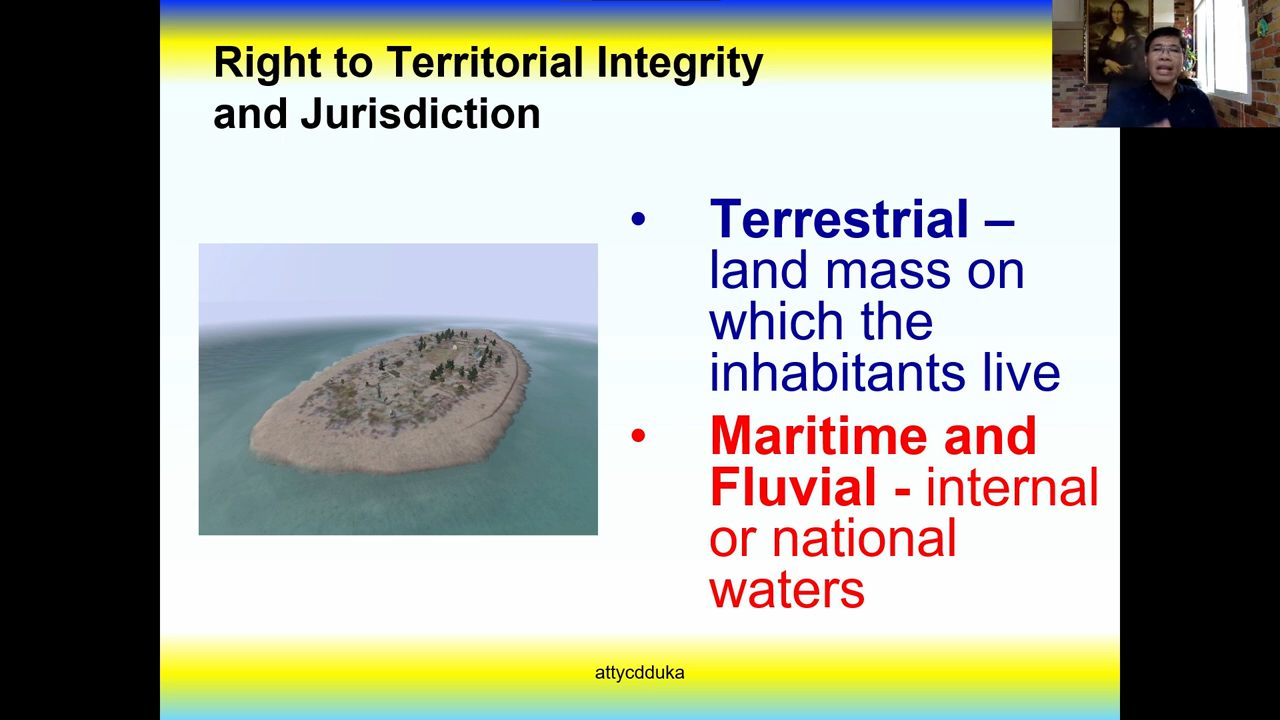 Right to Territorial Integrity
and Jurisdiction
• Terrestrial –
land mass on
which the
inhabitants live
• Maritime and
Fluvial - internal
or national
waters
attycdduka